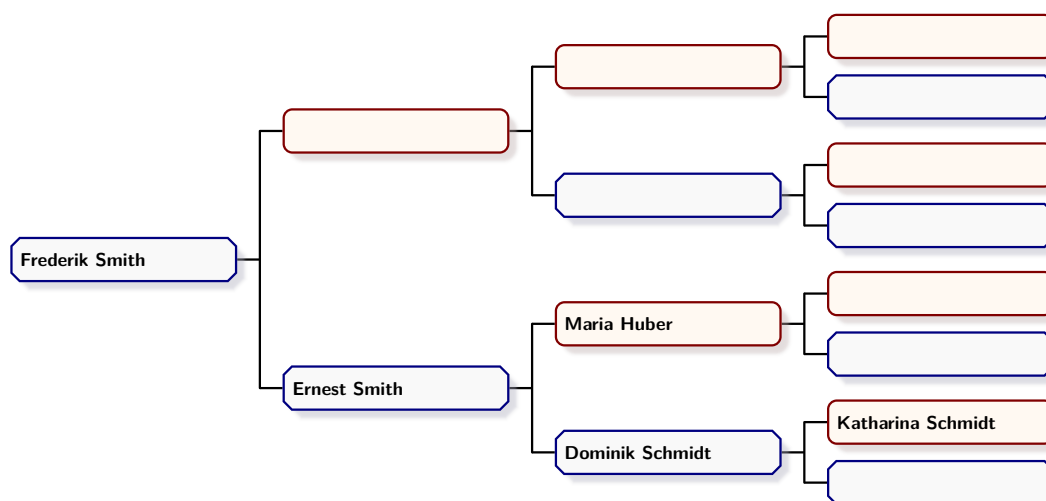 Frederik Smith
Maria Huber
Ernest Smith
Katharina Schmidt
Dominik Schmidt